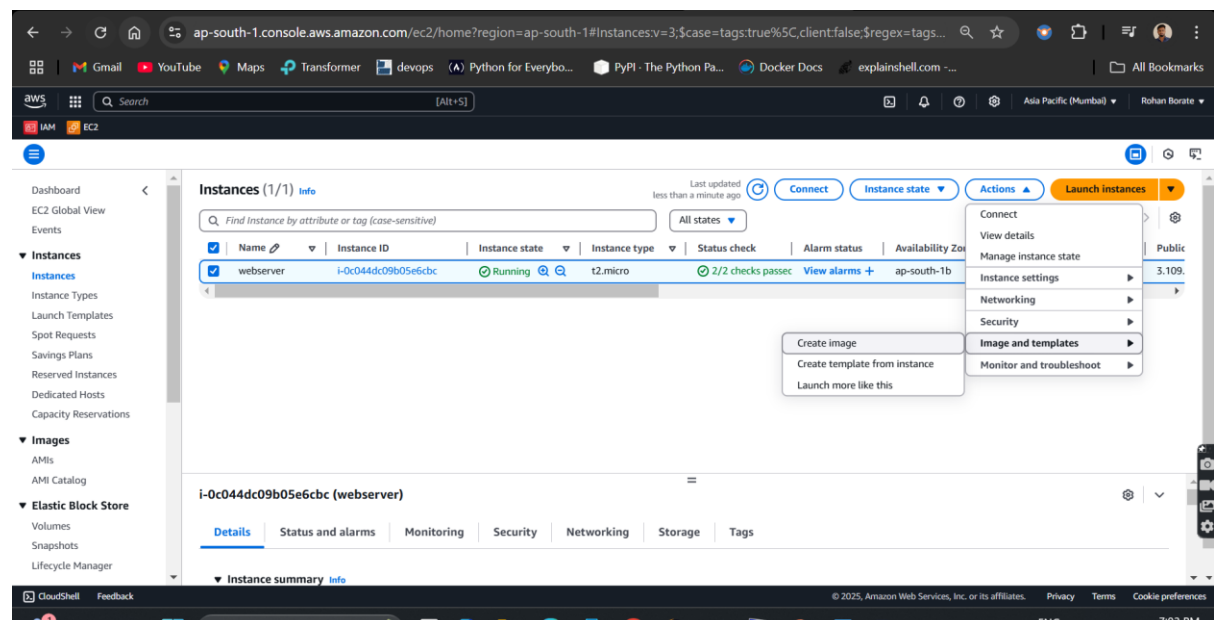 ap-south-1.console.aws.amazon.com/ec2/home?region=ap-south-1#Instances:v=3;$case=tags:true%5C,client:false;$regex=tags...
Gmail YouTube Maps Transformer devops Python for Everybo... PyPI · The Python Pa... Docker Docs explainshell.com -... All Bookmarks
aws Search [Alt+S] Asia Pacific (Mumbai) Rohan Borate
IAM EC2
Dashboard
EC2 Global View
Events
Instances
Instances
Instance Types
Launch Templates
Spot Requests
Savings Plans
Reserved Instances
Dedicated Hosts
Capacity Reservations
Images
AMIs
AMI Catalog
Elastic Block Store
Volumes
Snapshots
Lifecycle Manager
Instances (1/1) Info
Last updated
less than a minute ago
Connect Instance state Actions Launch instances
Find Instance by attribute or tag (case-sensitive) All states
Name Instance ID Instance state Instance type Status check Alarm status Availability Zo Public
webserver i-0c044dc09b05e6cbc Running t2.micro 2/2 checks passec View alarms + ap-south-1b 3.109.
Connect
View details
Manage instance state
Instance settings
Networking
Security
Image and templates
Monitor and troubleshoot
Create image
Create template from instance
Launch more like this
i-0c044dc09b05e6cbc (webserver)
Details Status and alarms Monitoring Security Networking Storage Tags
Instance summary Info
CloudShell Feedback © 2025, Amazon Web Services, Inc. or its affiliates. Privacy Terms Cookie preferences